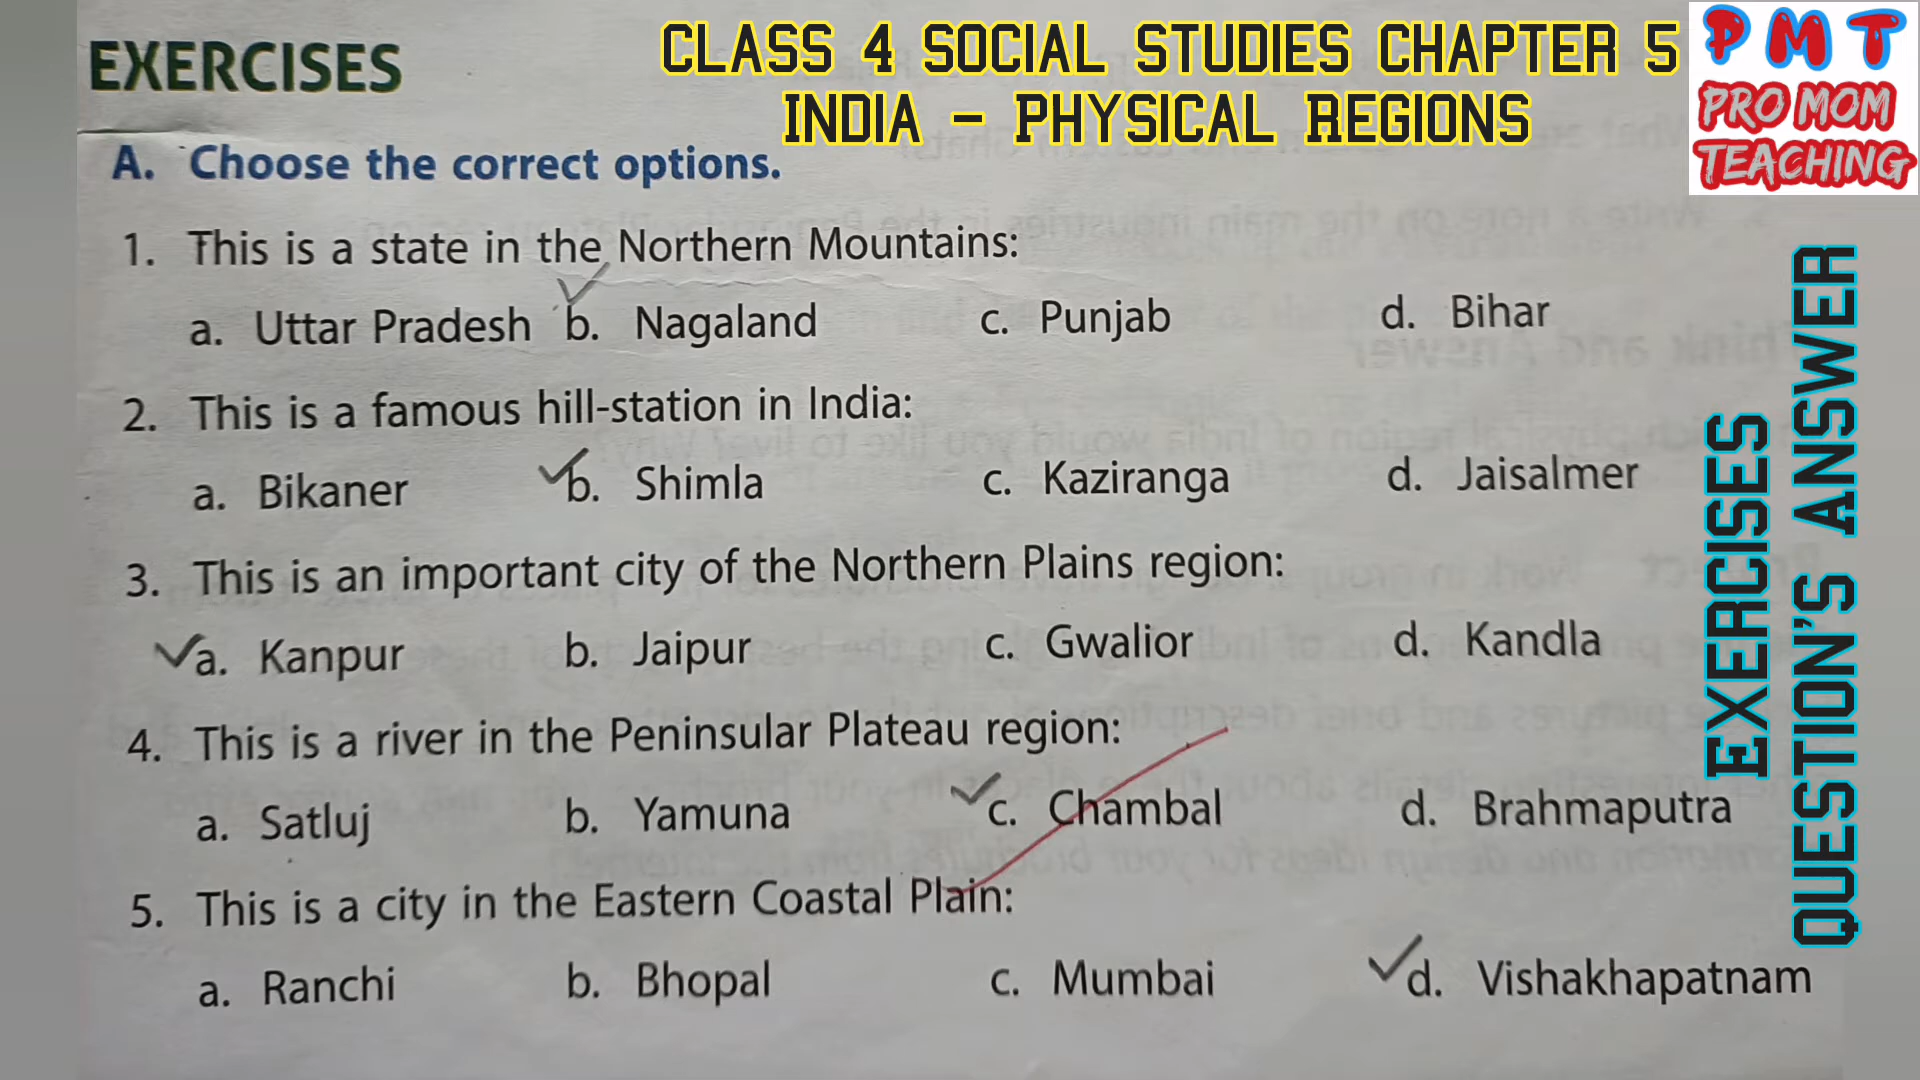 EXERCISES
CLASS 4 SOCIAL STUDIES CHAPTER 5
INDIA - PHYSICAL REGIONS
PMT
PRO MOM
TEACHING
A. Choose the correct options.
1. This is a state in the Northern Mountains:
a. Uttar Pradesh b. Nagaland c. Punjab d. Bihar
2. This is a famous hill-station in India:
a. Bikaner b. Shimla c. Kaziranga d. Jaisalmer
3. This is an important city of the Northern Plains region:
a. Kanpur b. Jaipur c. Gwalior d. Kandla
4. This is a river in the Peninsular Plateau region:
a. Satluj b. Yamuna c. Chambal d. Brahmaputra
5. This is a city in the Eastern Coastal Plain:
a. Ranchi b. Bhopal c. Mumbai d. Vishakhapatnam
EXERCISES
QUESTION'S ANSWER